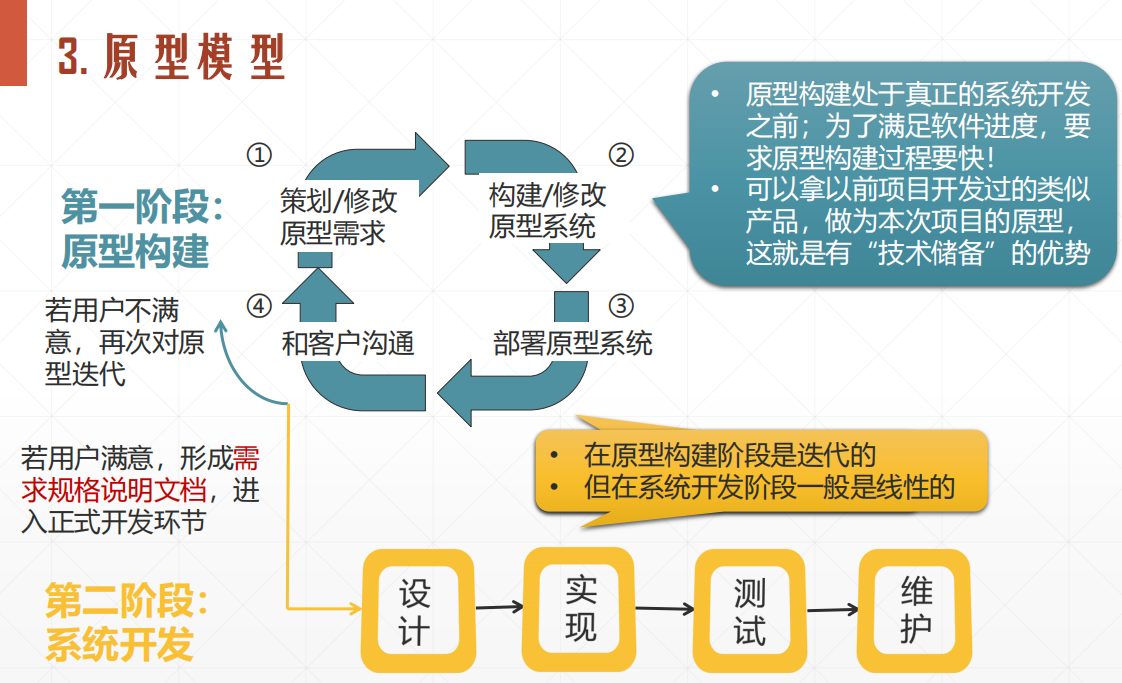 3. 原型模型
• 原型构建处于真正的系统开发
之前；为了满足软件进度，要
求原型构建过程要快！
• 可以拿以前项目开发过的类似
产品，做为本次项目的原型，
这就是有“技术储备”的优势
①
②
策划/修改
原型需求
构建/修改
原型系统
第一阶段：
原型构建
④
③
和客户沟通
部署原型系统
若用户不满
意，再次对原
型迭代
若用户满意，形成需
求规格说明文档，进
入正式开发环节
• 在原型构建阶段是迭代的
• 但在系统开发阶段一般是线性的
第二阶段：
系统开发
设
计
实
现
测
试
维
护